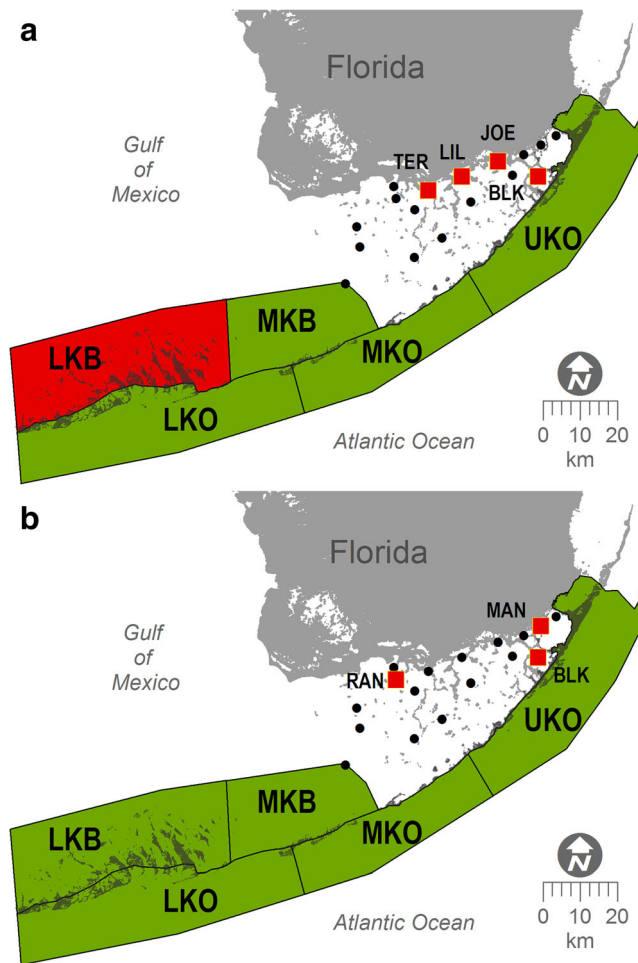 a
Florida
Gulf
of
Mexico
JOE
LIL
TER
BLK
UKO
MKB
LKB
MKO
LKO
Atlantic Ocean
N
0 10 20
km
b
Florida
MAN
Gulf
of
Mexico
RAN
BLK
UKO
MKB
LKB
MKO
LKO
Atlantic Ocean
N
0 10 20
km